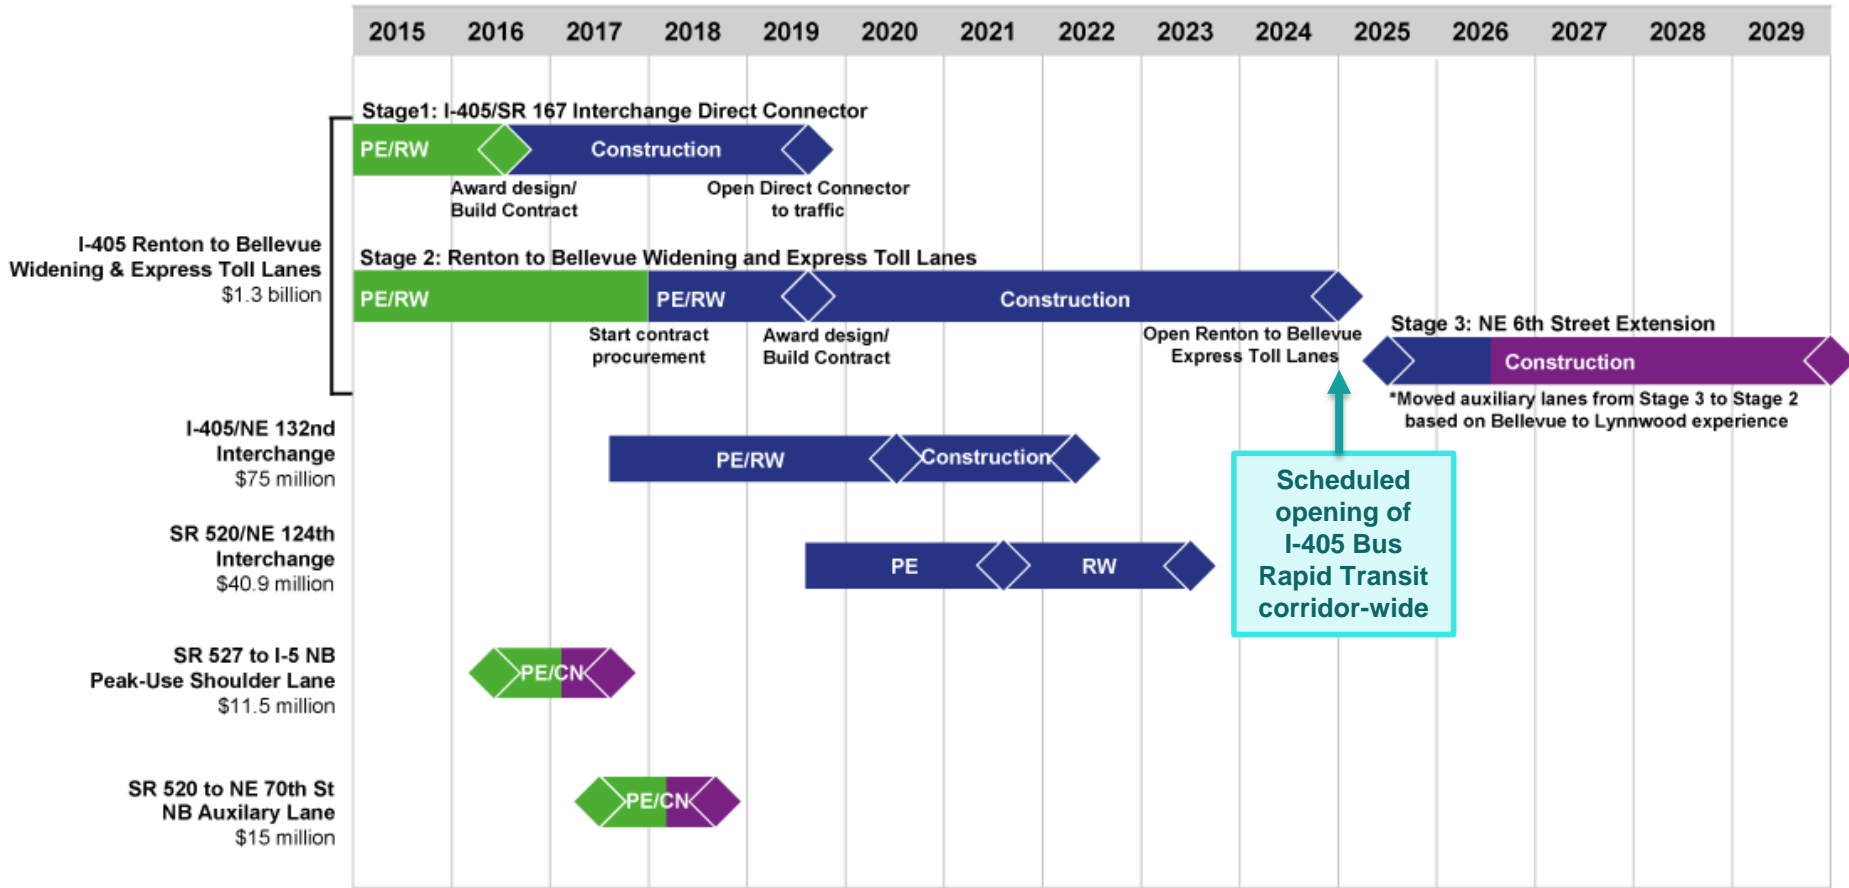 2015 2016 2017 2018 2019 2020 2021 2022 2023 2024 2025 2026 2027 2028 2029
Stage1: I-405/SR 167 Interchange Direct Connector
PE/RW
Construction
Award design/
Build Contract
Open Direct Connector
to traffic
I-405 Renton to Bellevue
Widening & Express Toll Lanes
$1.3 billion
Stage 2: Renton to Bellevue Widening and Express Toll Lanes
PE/RW
PE/RW
Construction
Start contract
procurement
Award design/
Build Contract
Open Renton to Bellevue
Express Toll Lanes
Stage 3: NE 6th Street Extension
Construction
*Moved auxiliary lanes from Stage 3 to Stage 2
based on Bellevue to Lynnwood experience
I-405/NE 132nd
Interchange
$75 million
PE/RW
Construction
Scheduled
opening of
I-405 Bus
Rapid Transit
corridor-wide
SR 520/NE 124th
Interchange
$40.9 million
PE
RW
SR 527 to I-5 NB
Peak-Use Shoulder Lane
$11.5 million
PE/CN
SR 520 to NE 70th St
NB Auxilary Lane
$15 million
PE/CN